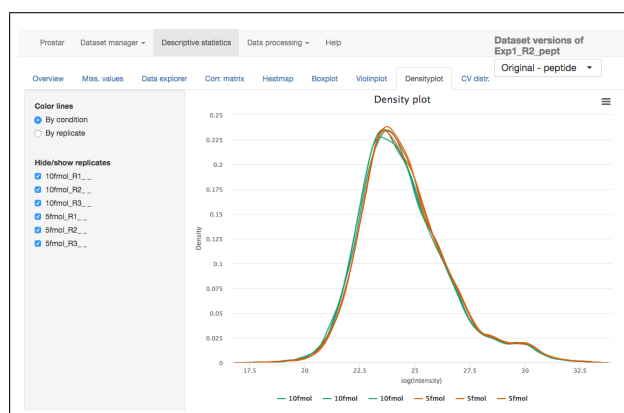 Prostar Dataset manager Descriptive statistics Data processing Help
Dataset versions of
Exp1_R2_pept
Original - peptide
Overview Miss. values Data explorer Corr. matrix Heatmap Boxplot Violinplot Densityplot CV distr.
Color lines
By condition
By replicate
Hide/show replicates
10fmol_R1_ _
10fmol_R2_ _
10fmol_R3_ _
5fmol_R1_ _
5fmol_R2_ _
5fmol_R3_ _
Density plot
0.25
0.225
0.2
0.175
0.15
0.125
0.1
0.075
0.05
0.025
0
Density
17.5 20 22.5 25 27.5 30 32.5
log(intensity)
10fmol 10fmol 10fmol 5fmol 5fmol 5fmol